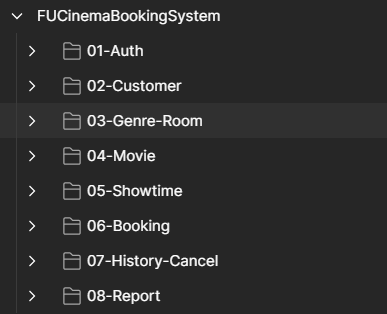 FUCinemaBookingSystem
01-Auth
02-Customer
03-Genre-Room
04-Movie
05-Showtime
06-Booking
07-History-Cancel
08-Report